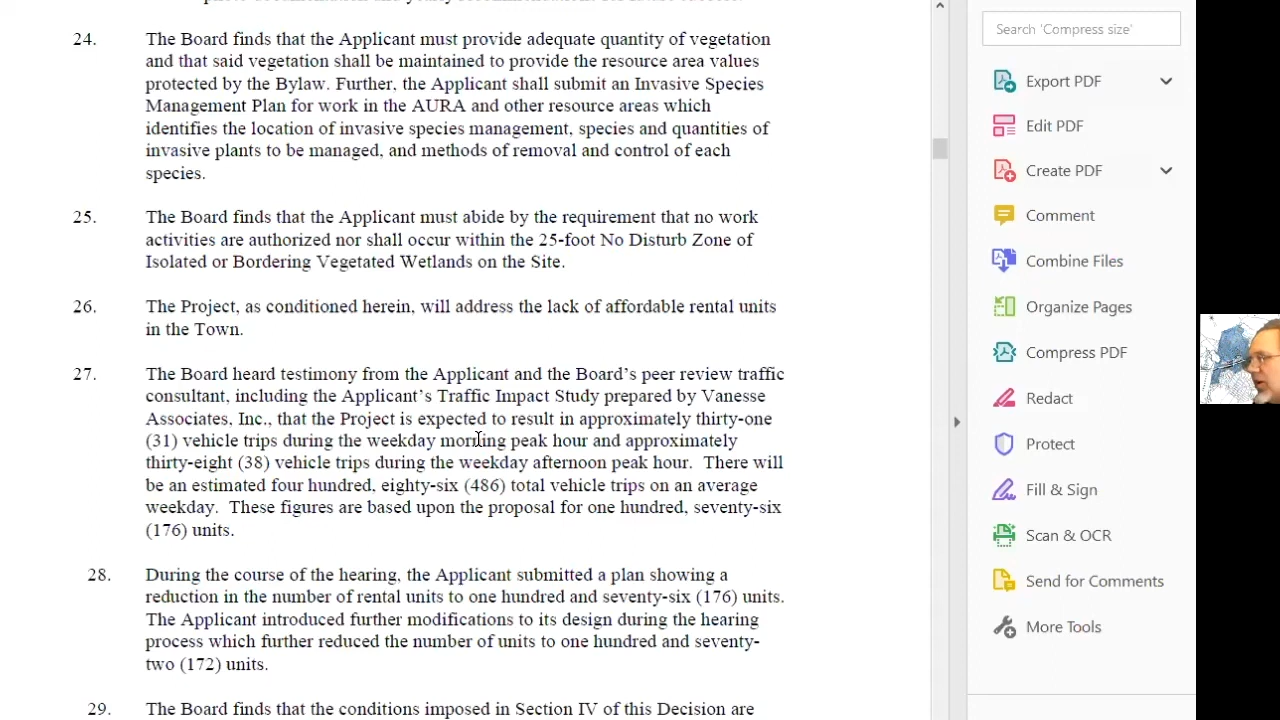 24. The Board finds that the Applicant must provide adequate quantity of vegetation
and that said vegetation shall be maintained to provide the resource area values
protected by the Bylaw. Further, the Applicant shall submit an Invasive Species
Management Plan for work in the AURA and other resource areas which
identifies the location of invasive species management, species and quantities of
invasive plants to be managed, and methods of removal and control of each
species.
25. The Board finds that the Applicant must abide by the requirement that no work
activities are authorized nor shall occur within the 25-foot No Disturb Zone of
Isolated or Bordering Vegetated Wetlands on the Site.
26. The Project, as conditioned herein, will address the lack of affordable rental units
in the Town.
27. The Board heard testimony from the Applicant and the Board's peer review traffic
consultant, including the Applicant's Traffic Impact Study prepared by Vanesse
Associates, Inc., that the Project is expected to result in approximately thirty-one
(31) vehicle trips during the weekday morning peak hour and approximately
thirty-eight (38) vehicle trips during the weekday afternoon peak hour. There will
be an estimated four hundred, eighty-six (486) total vehicle trips on an average
weekday. These figures are based upon the proposal for one hundred, seventy-six
(176) units.
28. During the course of the hearing, the Applicant submitted a plan showing a
reduction in the number of rental units to one hundred and seventy-six (176) units.
The Applicant introduced further modifications to its design during the hearing
process which further reduced the number of units to one hundred and seventy-
two (172) units.
29. The Board finds that the conditions imposed in Section IV of this Decision are
Search 'Compress size'
Export PDF
Edit PDF
Create PDF
Comment
Combine Files
Organize Pages
Compress PDF
Redact
Protect
Fill & Sign
Scan & OCR
Send for Comments
More Tools